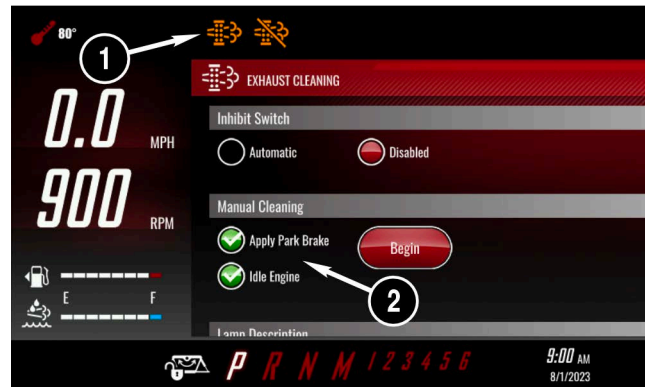 80°
1
EXHAUST CLEANING
0.0 MPH
Inhibit Switch
Automatic Disabled
900 RPM
Manual Cleaning
Apply Park Brake
Begin
Idle Engine
2
E F
Lamp Description
P R N M 1 2 3 4 5 6
9:00 AM
8/1/2023